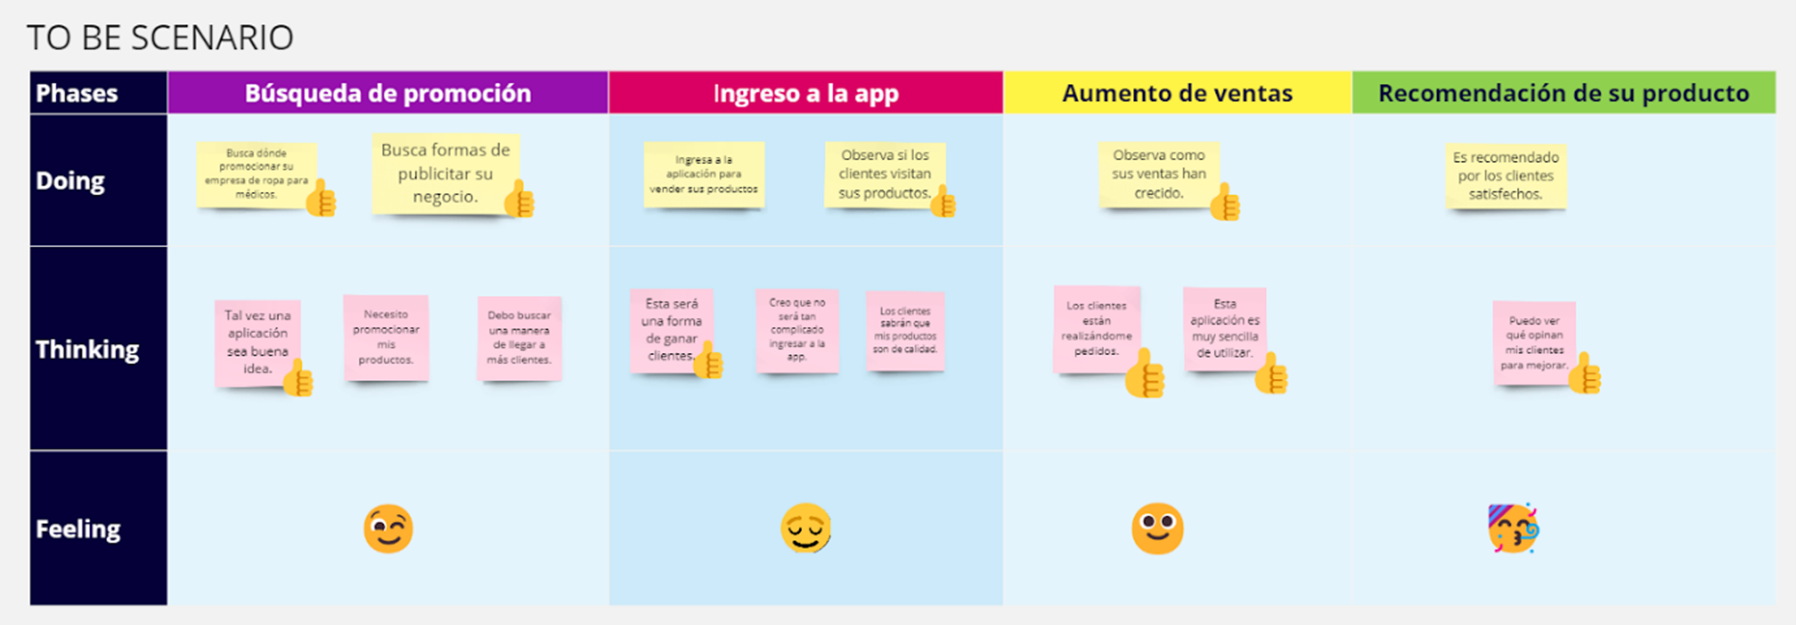 TO BE SCENARIO
Phases
Búsqueda de promoción
Ingreso a la app
Aumento de ventas
Recomendación de su producto
Doing
Busca dónde
promocionar su
empresa de ropa para
médicos.
Busca formas de
publicitar su
negocio.
Ingresa a la
aplicación para
vender sus productos
Observa si los
clientes visitan
sus productos.
Observa como
sus ventas han
crecido.
Es recomendado
por los clientes
satisfechos.
Thinking
Tal vez una
aplicación
sea buena
idea.
Necesito
promocionar
mis
productos.
Debo buscar
una manera
de llegar a
más clientes.
Esta será
una forma
de ganar
clientes.
Creo que no
será tan
complicado
ingresar a la
app.
Los clientes
sabrán que
mis productos
son de calidad.
Los clientes
están
realizándome
pedidos.
Esta
aplicación es
muy sencilla
de utilizar.
Puedo ver
qué opinan
mis clientes
para mejorar.
Feeling